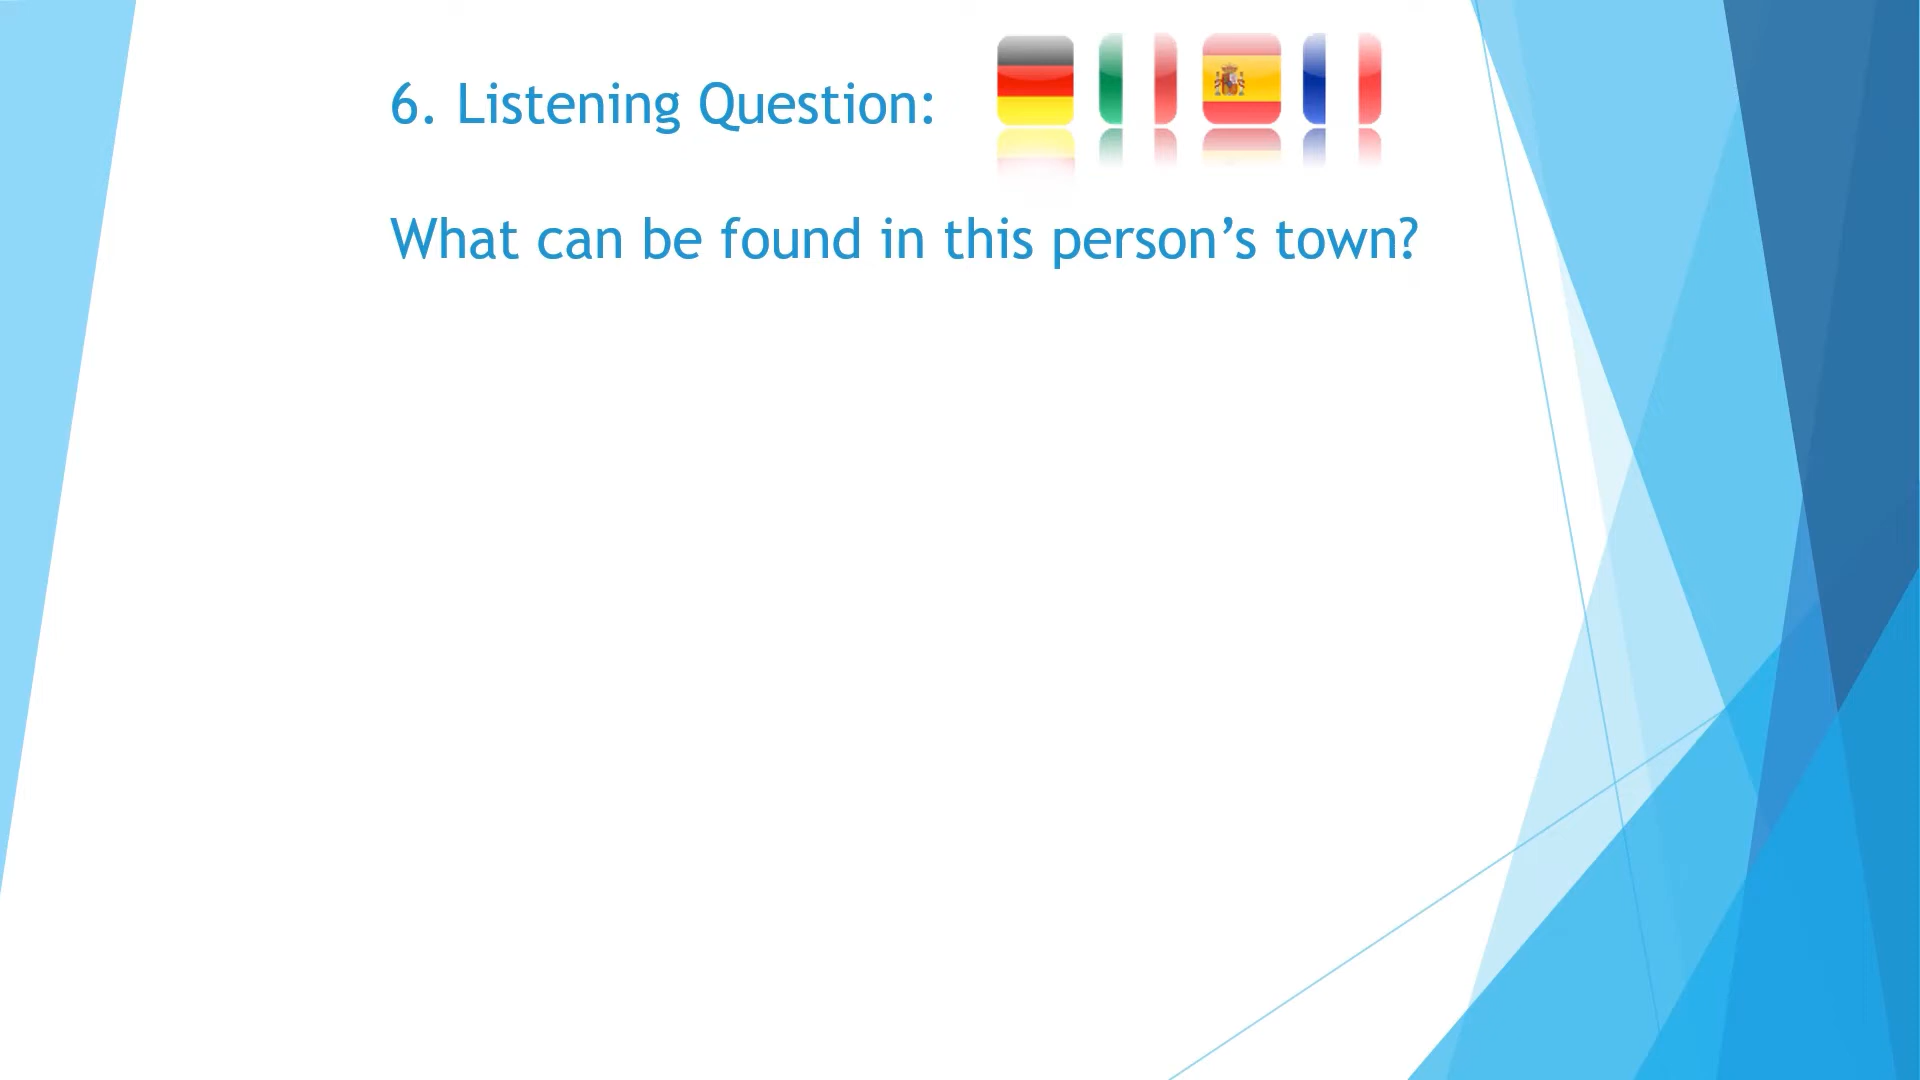 6. Listening Question:
What can be found in this person’s town?